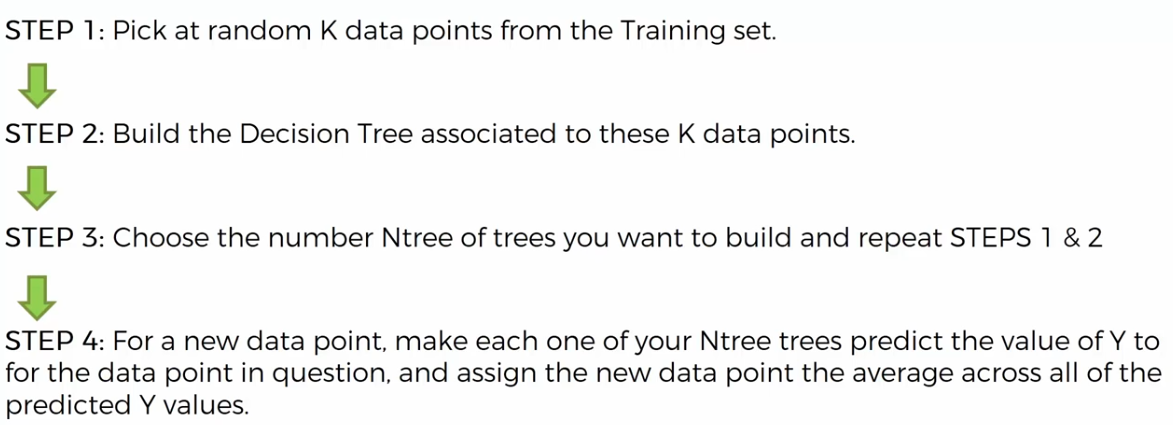 STEP 1: Pick at random K data points from the Training set.
STEP 2: Build the Decision Tree associated to these K data points.
STEP 3: Choose the number Ntree of trees you want to build and repeat STEPS 1 & 2
STEP 4: For a new data point, make each one of your Ntree trees predict the value of Y to
for the data point in question, and assign the new data point the average across all of the
predicted Y values.